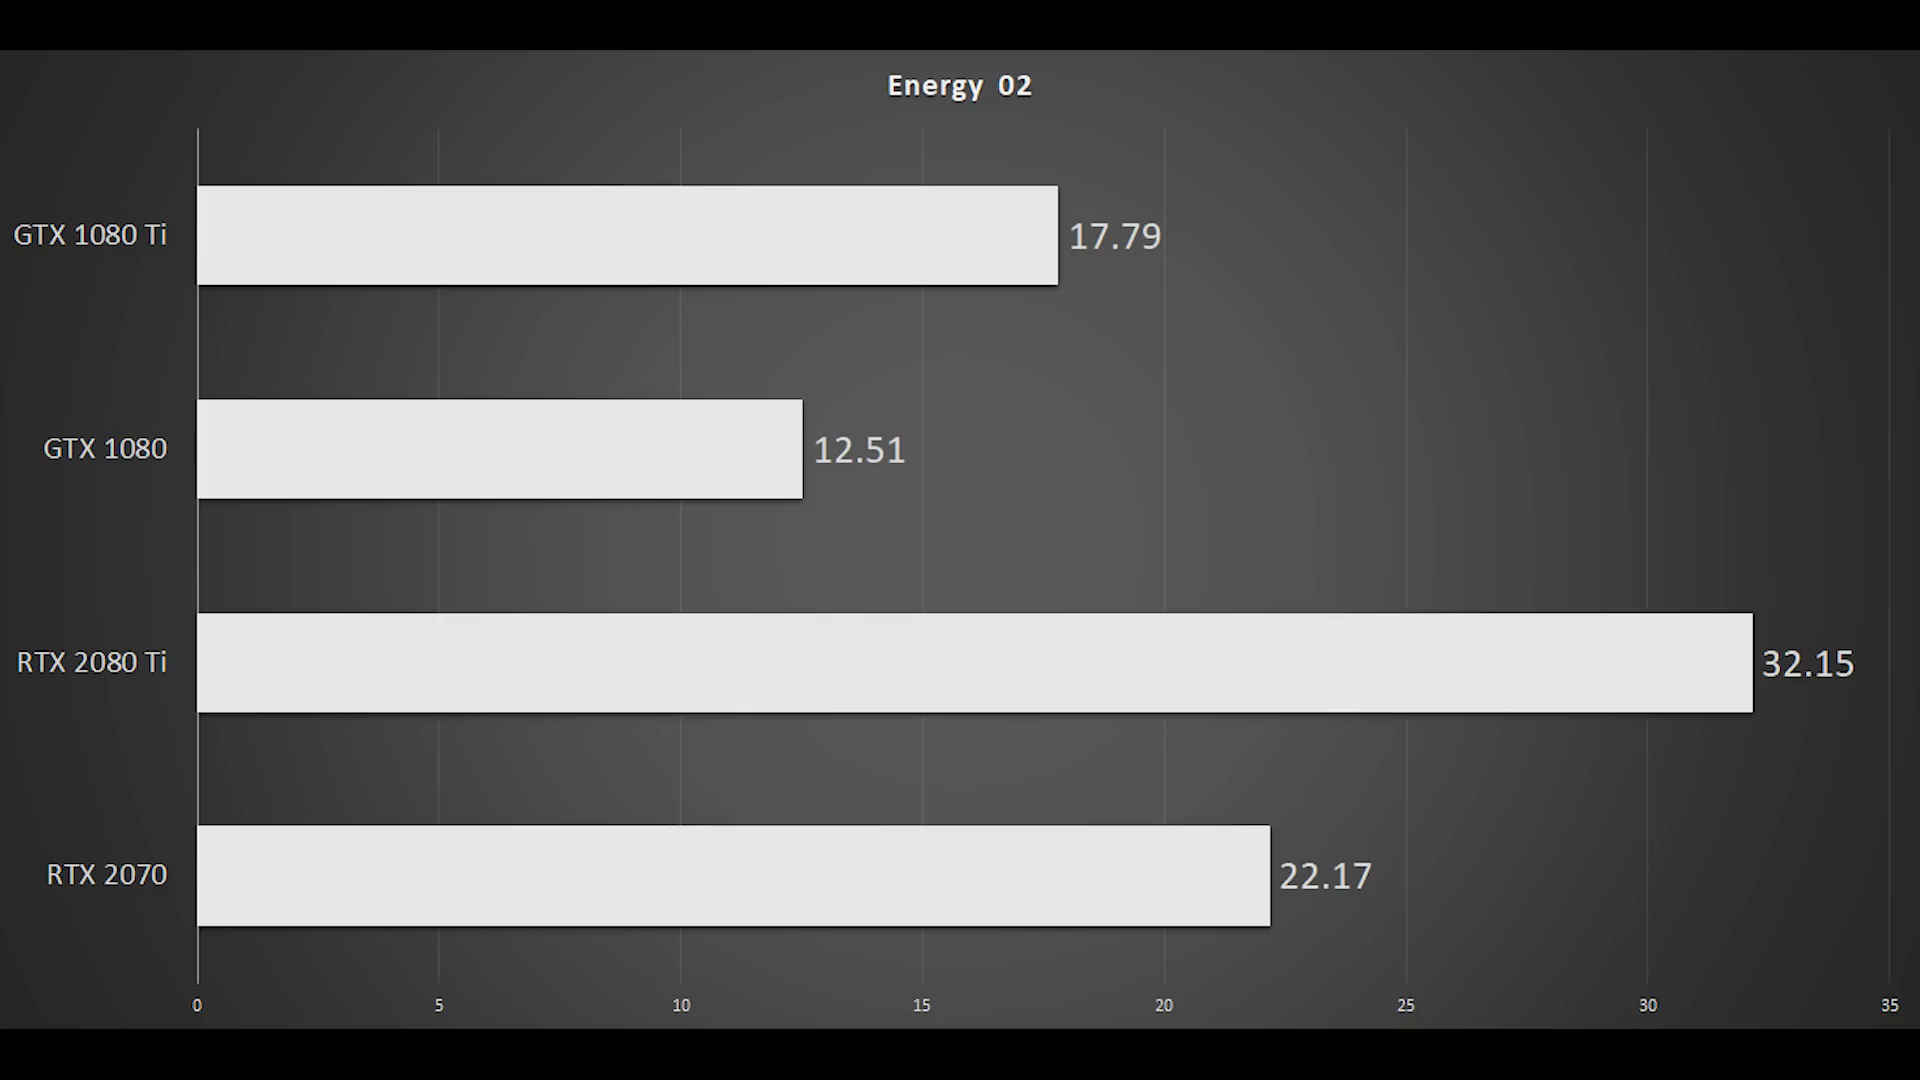 Energy 02
GTX 1080 Ti
17.79
GTX 1080
12.51
RTX 2080 Ti
32.15
RTX 2070
22.17
0 5 10 15 20 25 30 35